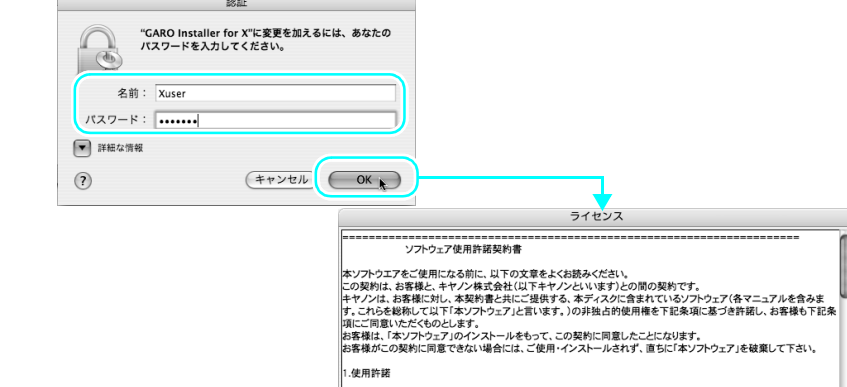 認証
"GARO Installer for X"に変更を加えるには、あなたの
パスワードを入力してください。
名前： Xuser
パスワード： •••••••
詳細な情報
? キャンセル OK
ライセンス
======================================================================
ソフトウェア使用許諾契約書
本ソフトウエアをご使用になる前に、以下の文章をよくお読みください。
この契約は、お客様と、キヤノン株式会社(以下キヤノンといいます)との間の契約です。
キヤノンは、お客様に対し、本契約書と共にご提供する、本ディスクに含まれているソフトウェア(各マニュアルを含みま
す。これらを総称して以下「本ソフトウェア」と言います。)の非独占的使用権を下記条項に基づき許諾し、お客様も下記条
項にご同意いただくものとします。
お客様は、「本ソフトウェア」のインストールをもって、この契約に同意したことになります。
お客様がこの契約に同意できない場合には、ご使用・インストールされず、直ちに「本ソフトウェア」を破棄して下さい。
1.使用許諾